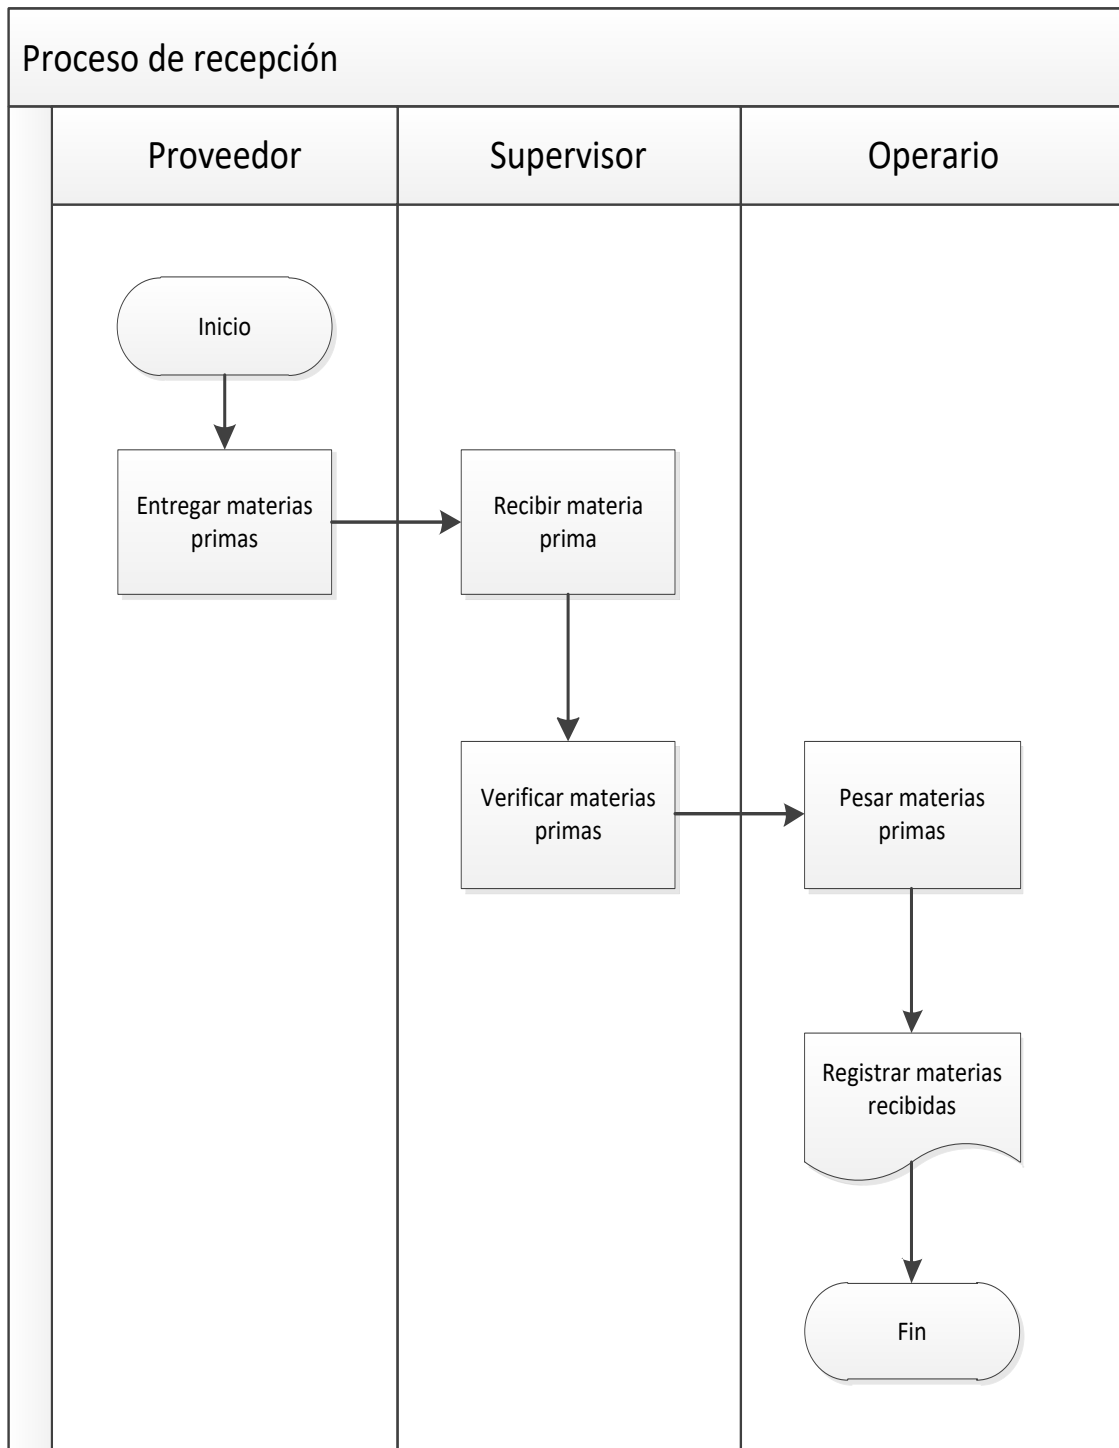 Proceso de recepción
Proveedor
Supervisor
Operario
Inicio
Entregar materias
primas
Recibir materia
prima
Verificar materias
primas
Pesar materias
primas
Registrar materias
recibidas
Fin